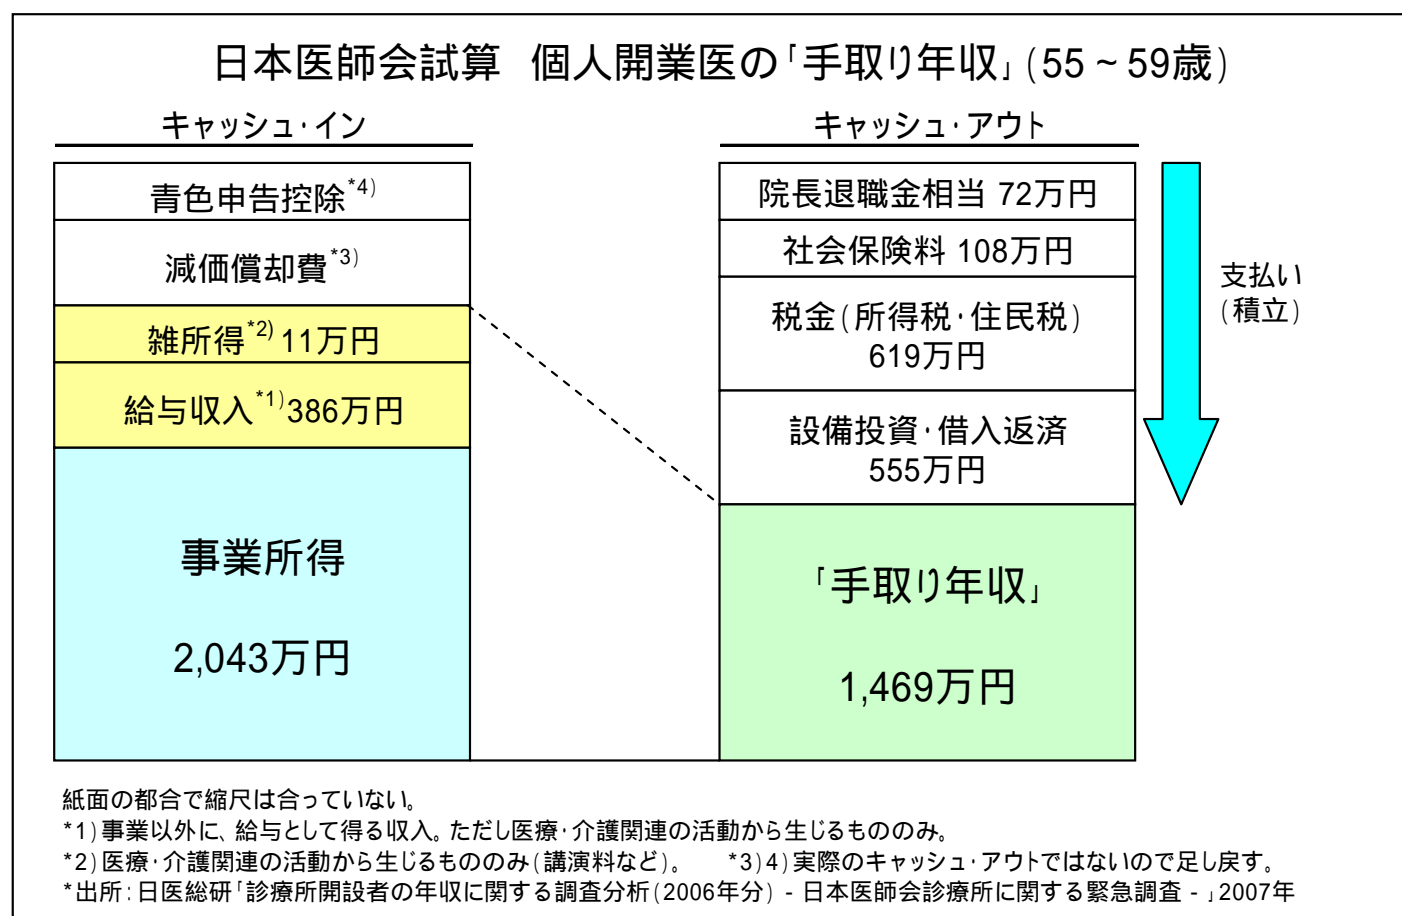 日本医師会試算 個人開業医の「手取り年収」(55~59歳)
キャッシュ・イン
キャッシュ・アウト
青色申告控除*4)
減価償却費*3)
雑所得*2) 11万円
給与収入*1)386万円
事業所得
2,043万円
院長退職金相当 72万円
社会保険料 108万円
税金(所得税・住民税)
619万円
設備投資・借入返済
555万円
「手取り年収」
1,469万円
支払い
(積立)
紙面の都合で縮尺は合っていない。
*1)事業以外に、給与として得る収入。ただし医療・介護関連の活動から生じるもののみ。
*2)医療・介護関連の活動から生じるもののみ(講演料など)。 *3)4)実際のキャッシュ・アウトではないので足し戻す。
*出所:日医総研「診療所開設者の年収に関する調査分析(2006年分) - 日本医師会診療所に関する緊急調査 - 」2007年